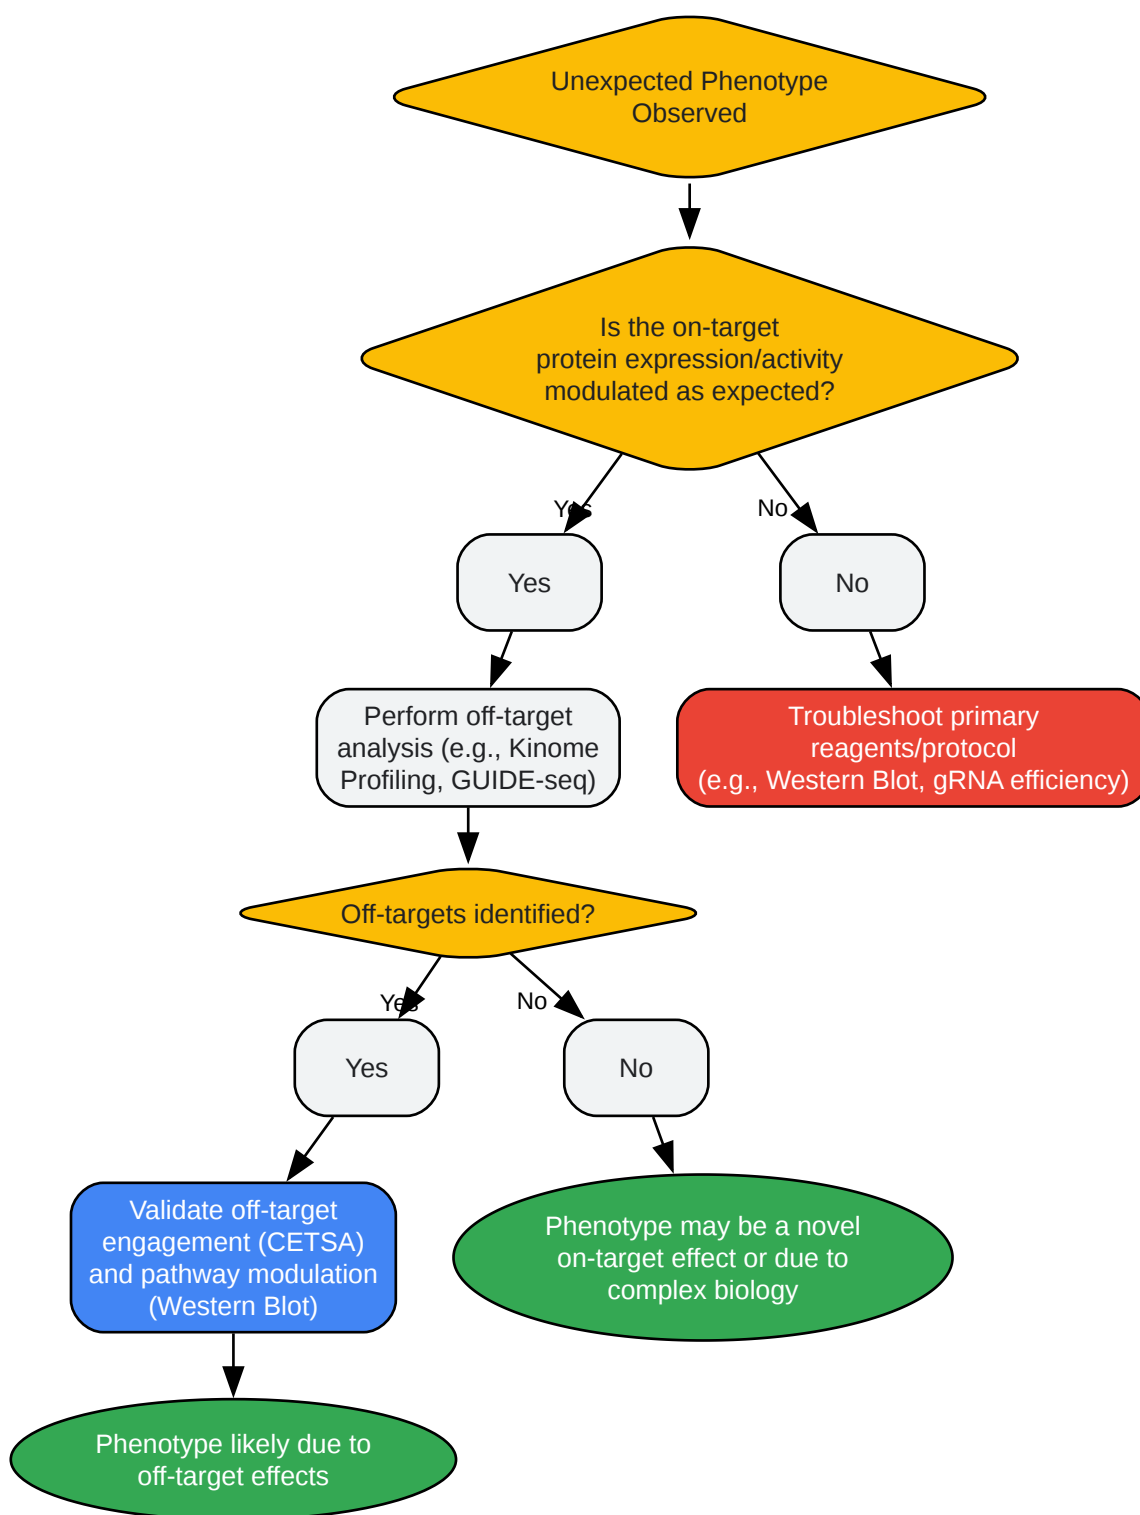 Unexpected Phenotype
Observed
Is the on-target
protein expression/activity
modulated as expected?
Yes
No
Yes
No
Perform off-target
analysis (e.g., Kinome
Profiling, GUIDE-seq)
Troubleshoot primary
reagents/protocol
(e.g., Western Blot, gRNA efficiency)
Off-targets identified?
Yes
No
Yes
No
Validate off-target
engagement (CETSA)
and pathway modulation
(Western Blot)
Phenotype may be a novel
on-target effect or due to
complex biology
Phenotype likely due to
off-target effects